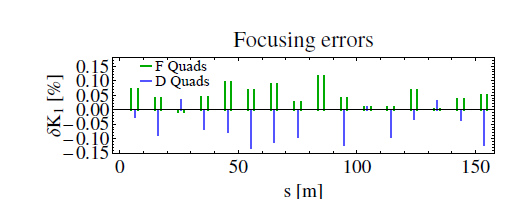 Focusing errors
F Quads
D Quads
δK1 [%]
0.15
0.10
0.05
0.00
−0.05
−0.10
−0.15
0 50 100 150
s [m]